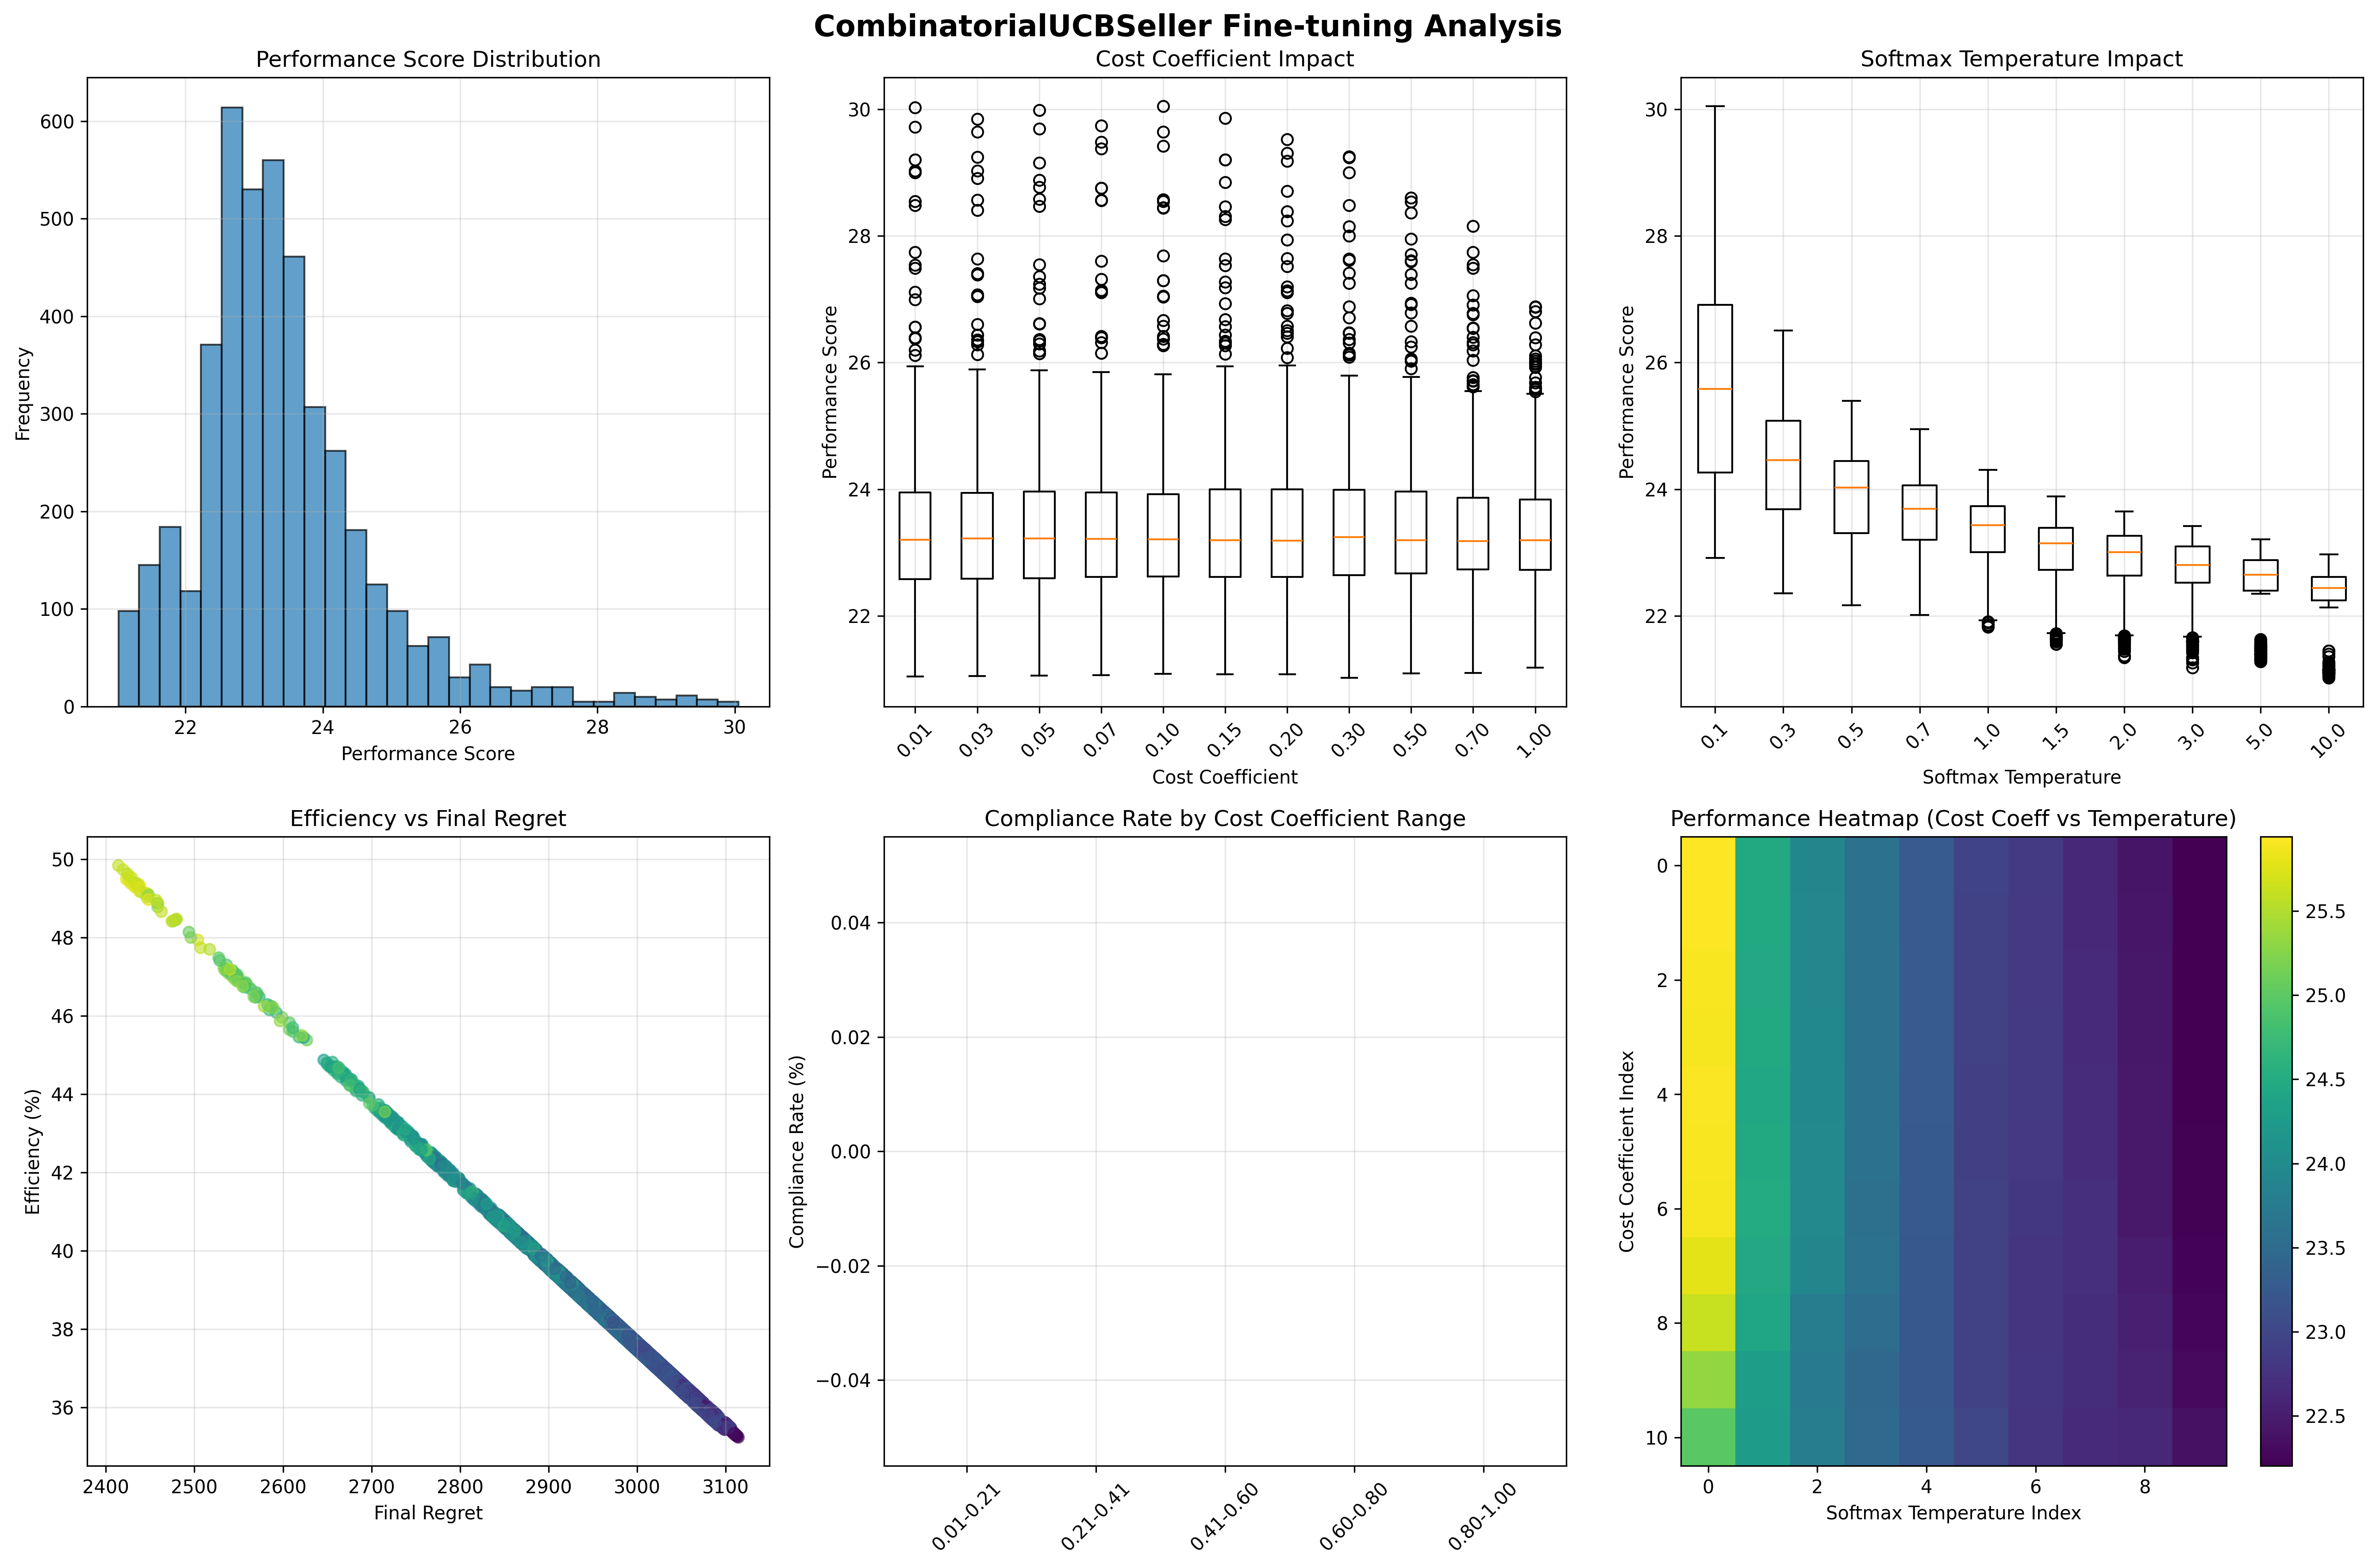 CombinatorialUCBSeller Fine-tuning Analysis
Performance Score Distribution
Frequency
600
500
400
300
200
100
0
22 24 26 28 30
Performance Score
Cost Coefficient Impact
Performance Score
30
28
26
24
22
0.01 0.03 0.05 0.07 0.10 0.15 0.20 0.30 0.50 0.70 1.00
Cost Coefficient
Softmax Temperature Impact
Performance Score
30
28
26
24
22
0.1 0.3 0.5 0.7 1.0 1.5 2.0 3.0 5.0 10.0
Softmax Temperature
Efficiency vs Final Regret
Efficiency (%)
50
48
46
44
42
40
38
36
2400 2500 2600 2700 2800 2900 3000 3100
Final Regret
Compliance Rate by Cost Coefficient Range
Compliance Rate (%)
0.04
0.02
0.00
−0.02
−0.04
0.01-0.21 0.21-0.41 0.41-0.60 0.60-0.80 0.80-1.00
Performance Heatmap (Cost Coeff vs Temperature)
Cost Coefficient Index
0
2
4
6
8
10
0 2 4 6 8
Softmax Temperature Index
25.5
25.0
24.5
24.0
23.5
23.0
22.5